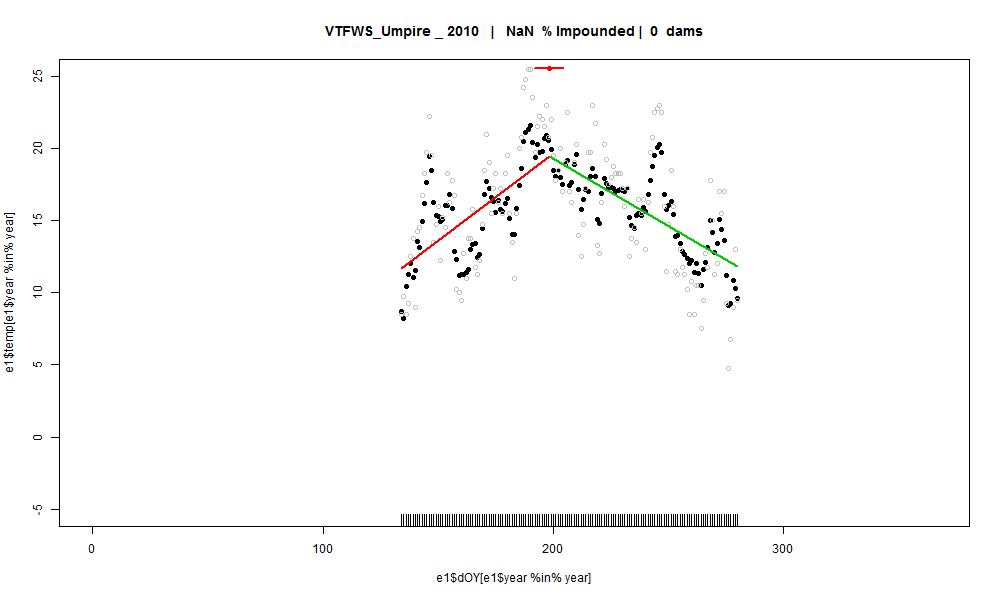 VTFWS_Umpire _ 2010 | NaN % Impounded | 0 dams
e1$temp[e1$year %in% year]
25
20
15
10
5
0
-5
0 100 200 300
e1$dOY[e1$year %in% year]